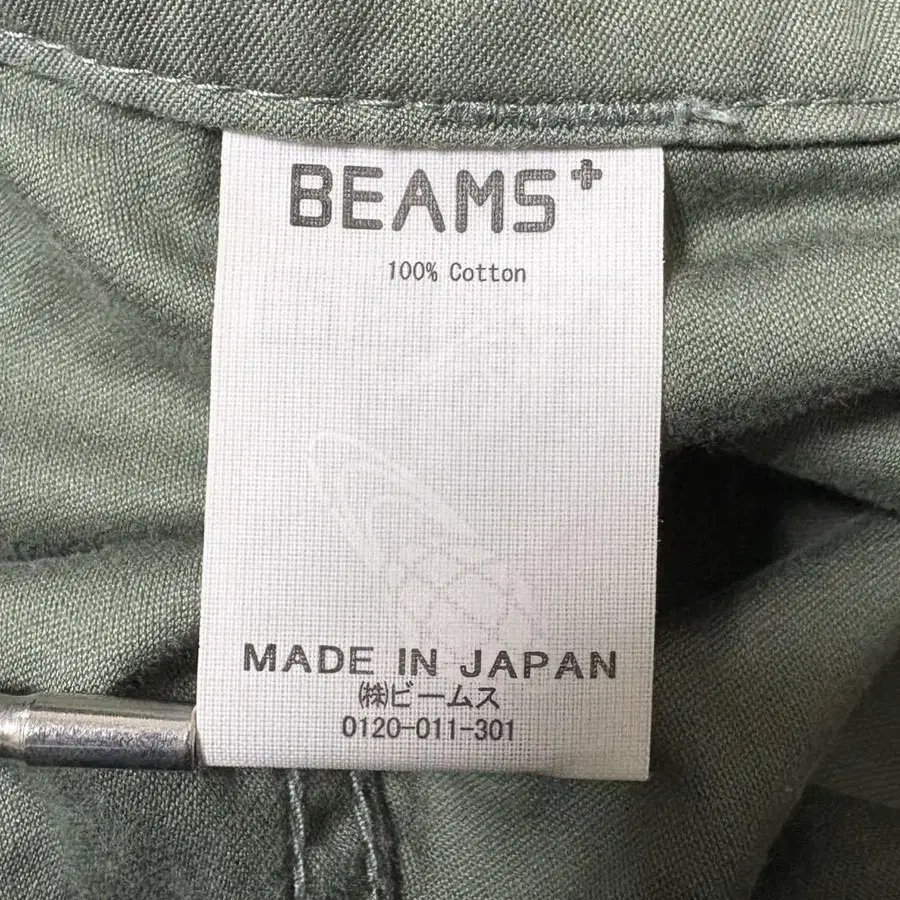 BEAMS+
100% Cotton
MADE IN JAPAN
㈱ビームス
0120-011-301